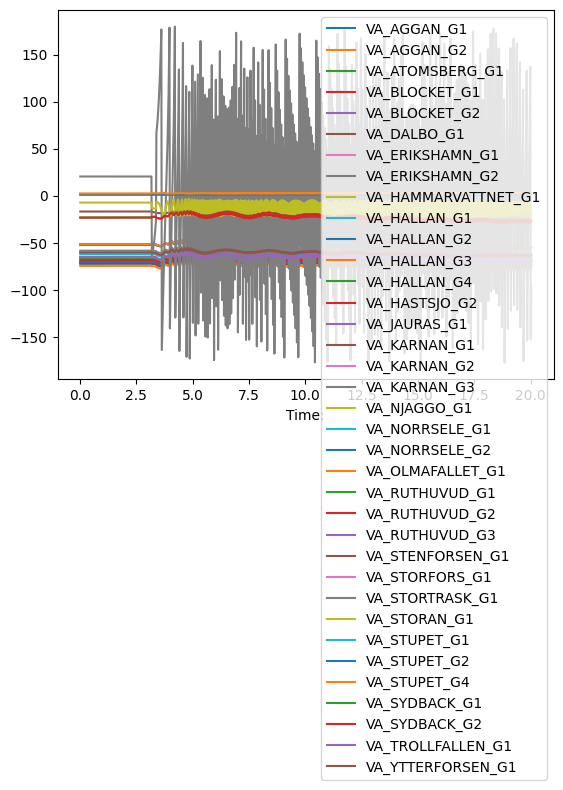 150
100
50
0
−50
−100
−150
0.0
2.5
5.0
7.5
10.0
12.5
15.0
17.5
20.0
Time
VA_AGGAN_G1
VA_AGGAN_G2
VA_ATOMSBERG_G1
VA_BLOCKET_G1
VA_BLOCKET_G2
VA_DALBO_G1
VA_ERIKSHAMN_G1
VA_ERIKSHAMN_G2
VA_HAMMARVATTNET_G1
VA_HALLAN_G1
VA_HALLAN_G2
VA_HALLAN_G3
VA_HALLAN_G4
VA_HASTSJO_G2
VA_JAURAS_G1
VA_KARNAN_G1
VA_KARNAN_G2
VA_KARNAN_G3
VA_NJAGGO_G1
VA_NORRSELE_G1
VA_NORRSELE_G2
VA_OLMAFALLET_G1
VA_RUTHUVUD_G1
VA_RUTHUVUD_G2
VA_RUTHUVUD_G3
VA_STENFORSEN_G1
VA_STORFORS_G1
VA_STORTRASK_G1
VA_STORAN_G1
VA_STUPET_G1
VA_STUPET_G2
VA_STUPET_G4
VA_SYDBACK_G1
VA_SYDBACK_G2
VA_TROLLFALLEN_G1
VA_YTTERFORSEN_G1